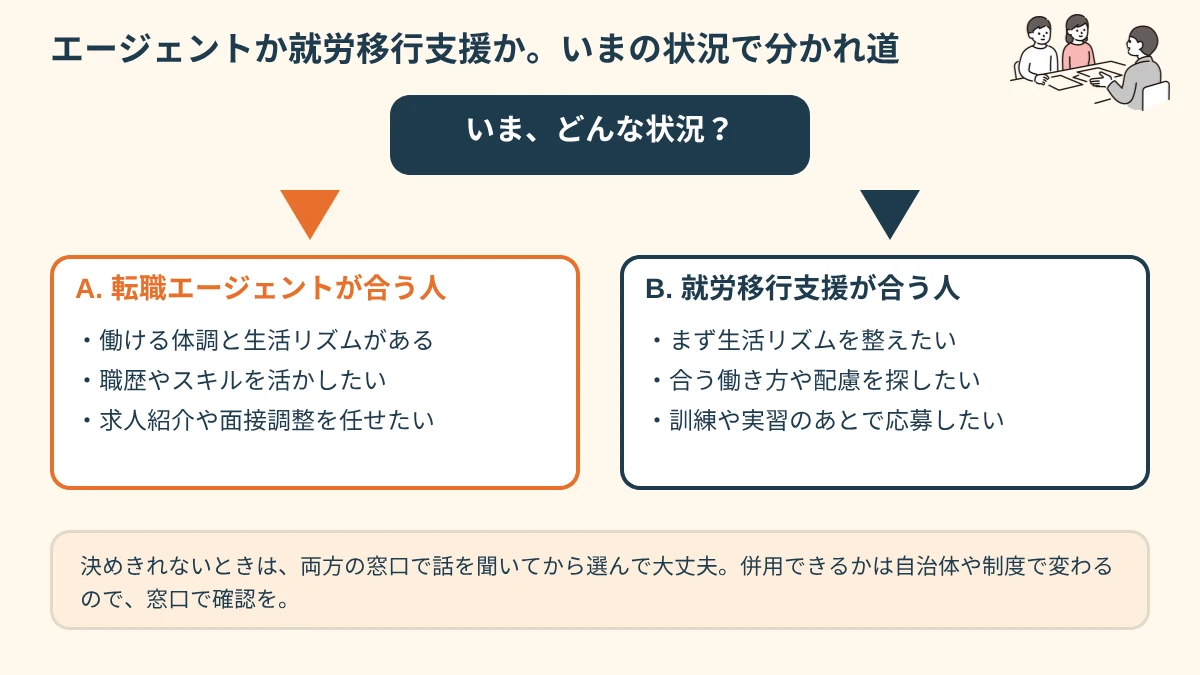 エージェントか就労移行支援か。いまの状況で分かれ道
いま、どんな状況？
A. 転職エージェントが合う人
・働ける体調と生活リズムがある
・職歴やスキルを活かしたい
・求人紹介や面接調整を任せたい
B. 就労移行支援が合う人
・まず生活リズムを整えたい
・合う働き方や配慮を探したい
・訓練や実習のあとで応募したい
決めきれないときは、両方の窓口で話を聞いてから選んで大丈夫。併用できるかは自治体や制度で変わる
ので、窓口で確認を。